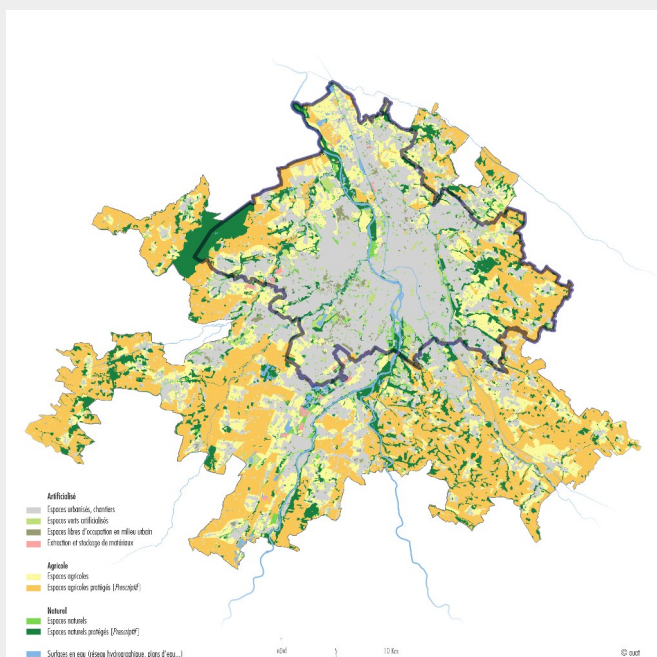 Artificialisé
Espaces urbanisés, chantiers
Espaces verts artificialisés
Espaces libres d'occupation en milieu urbain
Extraction et stockage de matériaux
Agricole
Espaces agricoles
Espaces agricoles protégés [Prescriptif]
Naturel
Espaces naturels
Espaces naturels protégés [Prescriptif]
Surfaces en eau (réseau hydrographique, plans d'eau...)
5
10 Km
© auat